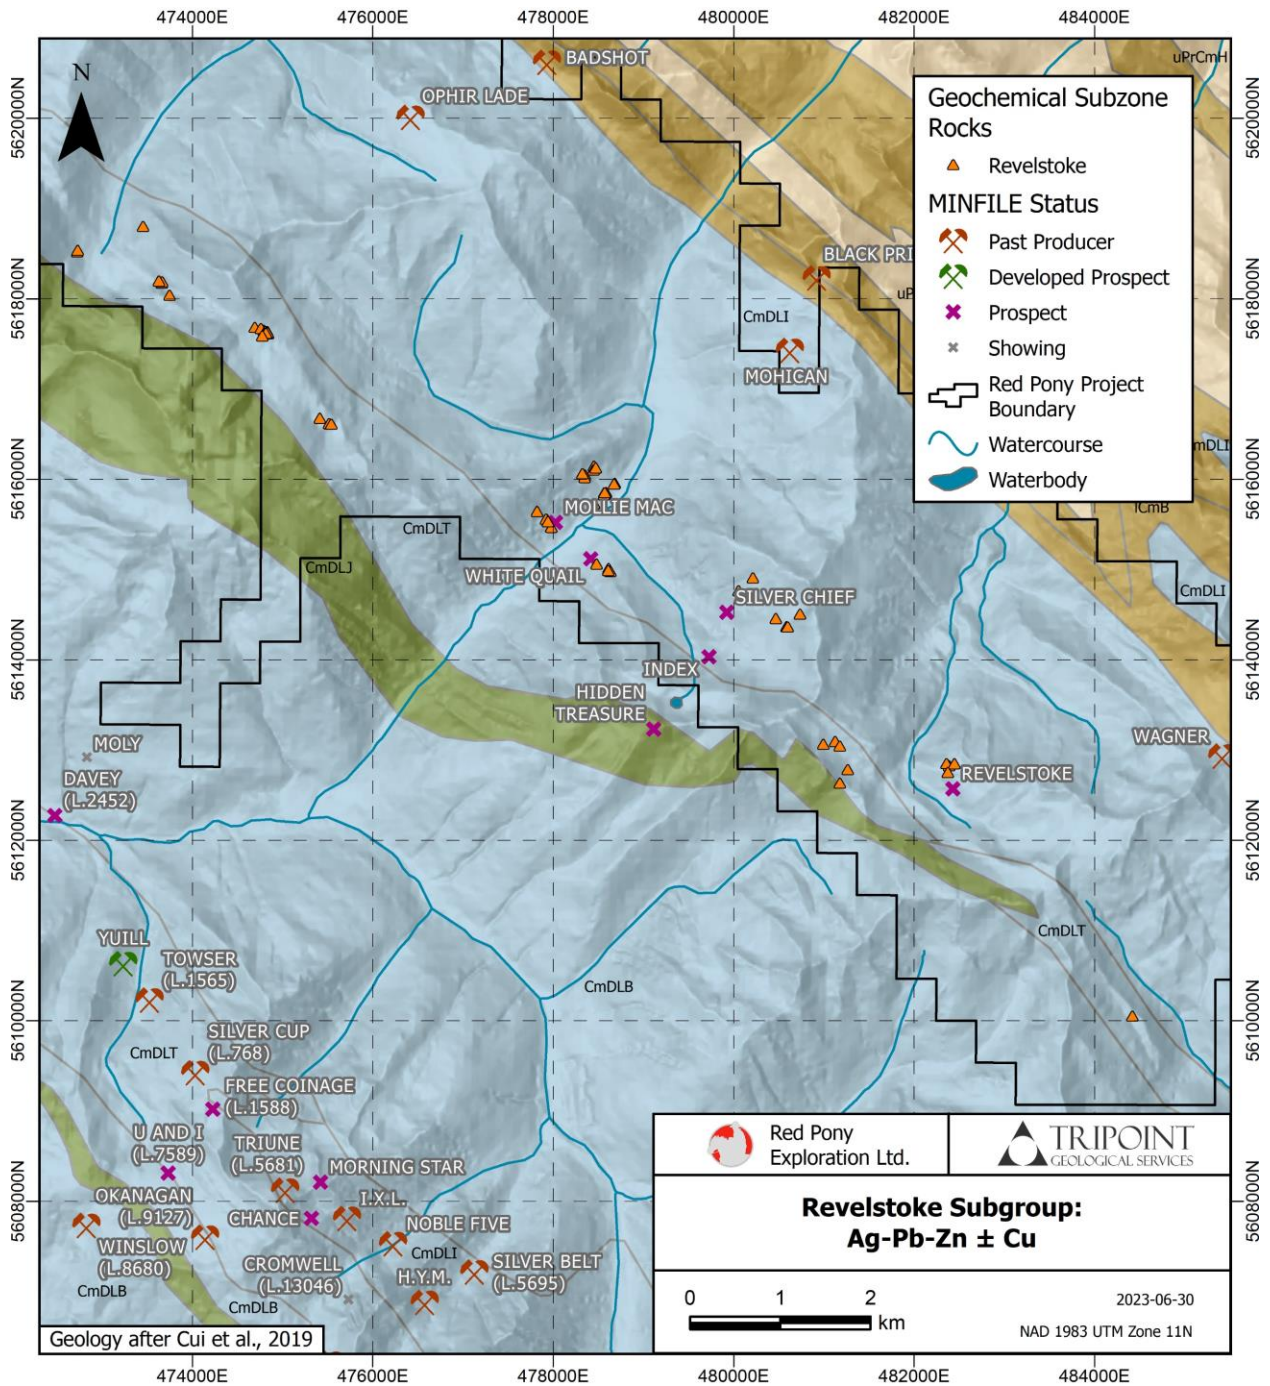 474000E
476000E
478000E
480000E
482000E
484000E
5620000N
5618000N
5616000N
5614000N
5612000N
5610000N
5608000N
5620000N
5618000N
5616000N
5614000N
5612000N
5610000N
5608000N
N
BADSHOT
OPHIR LADE
uPrCmH
Geochemical Subzone
Rocks
Revelstoke
MINFILE Status
Past Producer
Developed Prospect
Prospect
Showing
Red Pony Project
Boundary
Watercourse
Waterbody
BLACK PRI
uP
CmDLI
MOHICAN
mDLI
lCmB
CmDLI
MOLLIE MAC
CmDLT
CmDLJ
WHITE QUAIL
SILVER CHIEF
INDEX
HIDDEN
TREASURE
WAGNER
REVELSTOKE
MOLY
DAVEY
(L.2452)
YUILL
TOWSER
(L.1565)
CmDLT
CmDLB
SILVER CUP
(L.768)
CmDLT
FREE COINAGE
(L.1588)
U AND I
(L.7589)
TRIUNE
(L.5681)
MORNING STAR
OKANAGAN
(L.9127)
CHANCE
I.X.L.
NOBLE FIVE
WINSLOW
(L.8680)
CROMWELL
(L.13046)
CmDLI
H.Y.M.
SILVER BELT
(L.5695)
CmDLB
CmDLB
Geology after Cui et al., 2019
Red Pony
Exploration Ltd.
TRIPOINT
GEOLOGICAL SERVICES
Revelstoke Subgroup:
Ag-Pb-Zn ± Cu
0 1 2
km
2023-06-30
NAD 1983 UTM Zone 11N
474000E
476000E
478000E
480000E
482000E
484000E